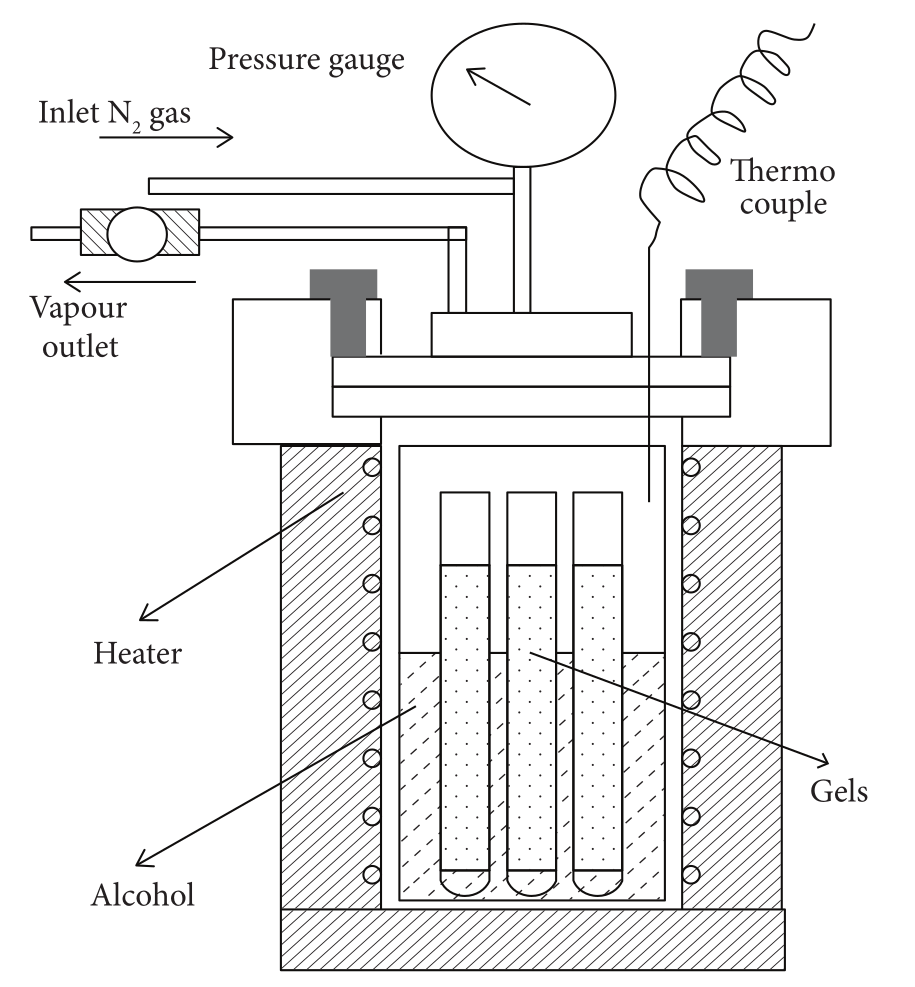 Pressure gauge
Inlet N₂ gas
Thermo
couple
Vapour
outlet
Heater
Gels
Alcohol